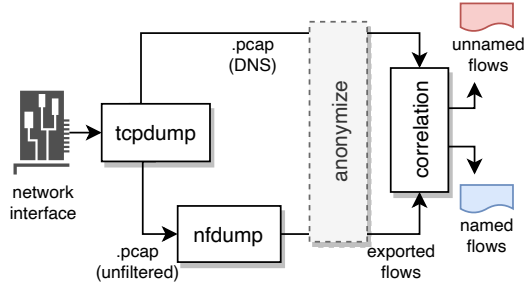 .pcap
(DNS)
unnamed
flows
anonymize
correlation
tcpdump
network
interface
nfdump
.pcap
(unfiltered)
exported
flows
named
flows